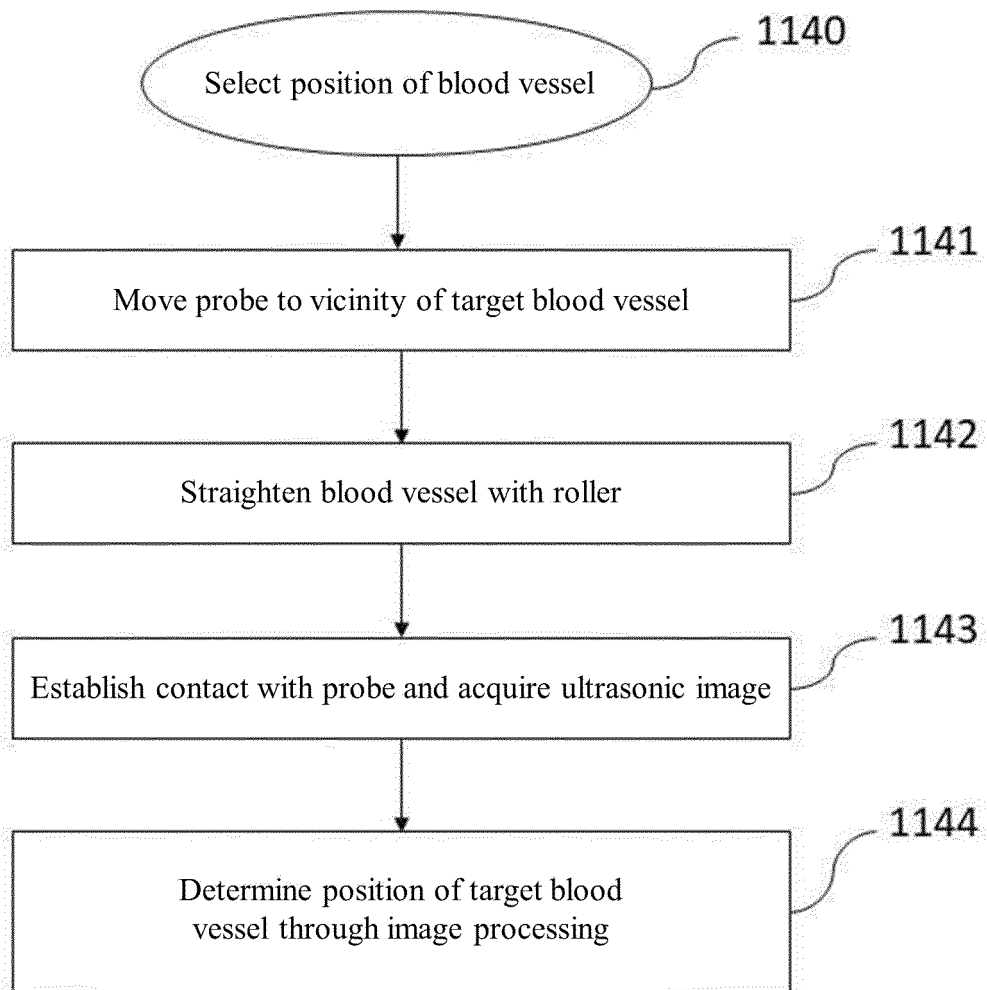 1140
Select position of blood vessel
1141
Move probe to vicinity of target blood vessel
1142
Straighten blood vessel with roller
1143
Establish contact with probe and acquire ultrasonic image
1144
Determine position of target blood
vessel through image processing